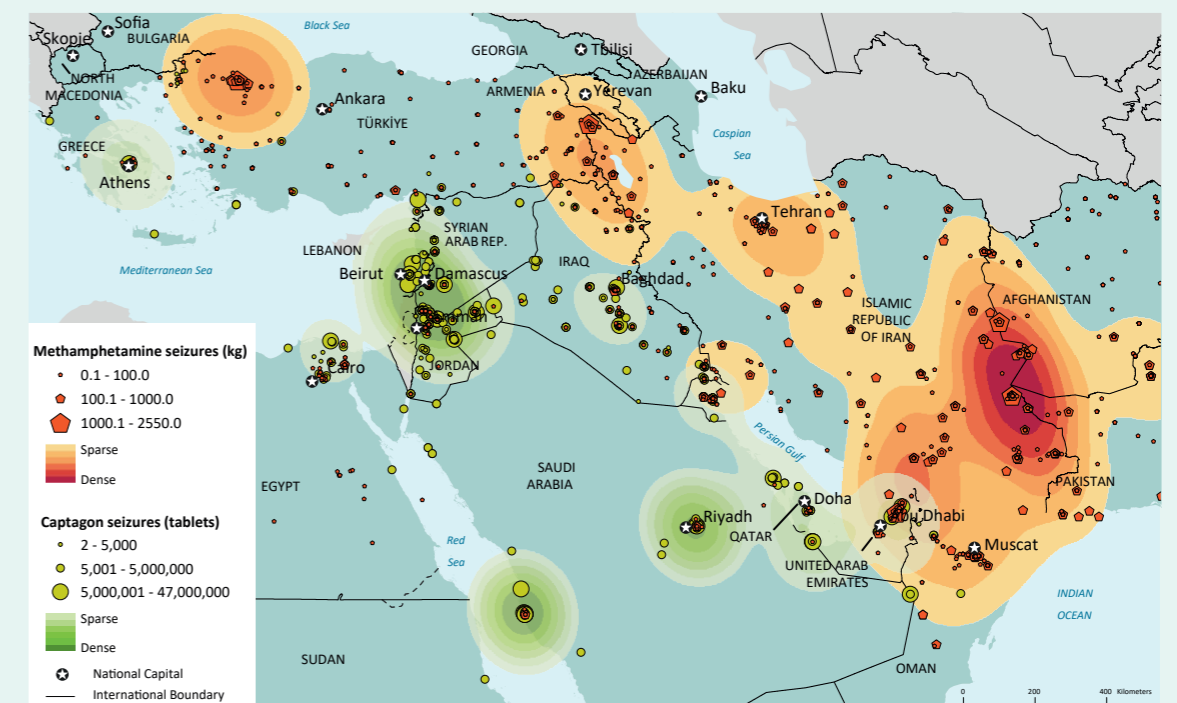 Sofia
Black Sea
Skopje
BULGARIA
GEORGIA
Tbilisi
NORTH
MACEDONIA
AZERBAIJAN
ARMENIA
Yerevan
Baku
Ankara
TÜRKİYE
Caspian
Sea
GREECE
Athens
Tehran
SYRIAN
ARAB REP.
LEBANON
IRAQ
Mediterranean Sea
Beirut
Damascus
Baghdad
AFGHANISTAN
ISLAMIC
REPUBLIC
OF IRAN
Amman
JORDAN
Cairo
Methamphetamine seizures (kg)
0.1 - 100.0
100.1 - 1000.0
1000.1 - 2550.0
Sparse
Dense
Persian Gulf
SAUDI
ARABIA
EGYPT
PAKISTAN
Doha
Riyadh
QATAR
Abu Dhabi
Captagon seizures (tablets)
2 - 5,000
5,001 - 5,000,000
5,000,001 - 47,000,000
Sparse
Dense
National Capital
International Boundary
Red
Sea
Muscat
UNITED ARAB
EMIRATES
INDIAN
OCEAN
SUDAN
OMAN
0 200 400 Kilometers